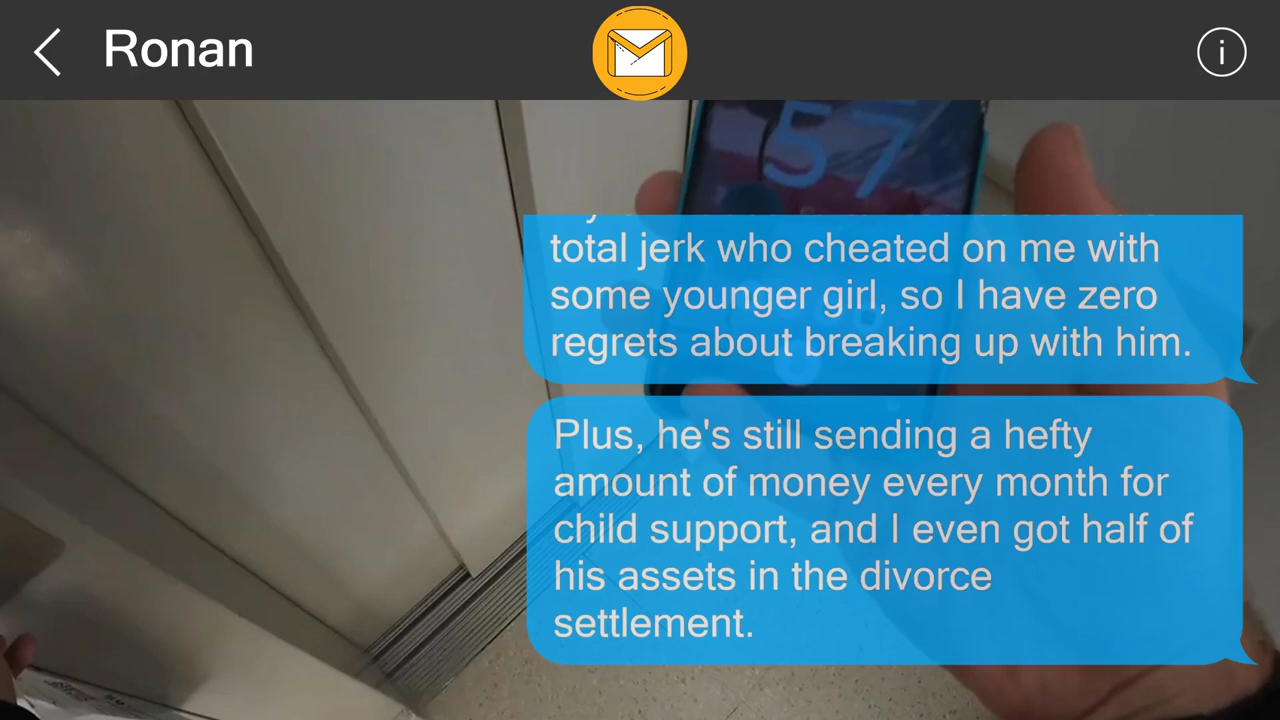 Ronan
57
total jerk who cheated on me with
some younger girl, so I have zero
regrets about breaking up with him.
Plus, he's still sending a hefty
amount of money every month for
child support, and I even got half of
his assets in the divorce
settlement.